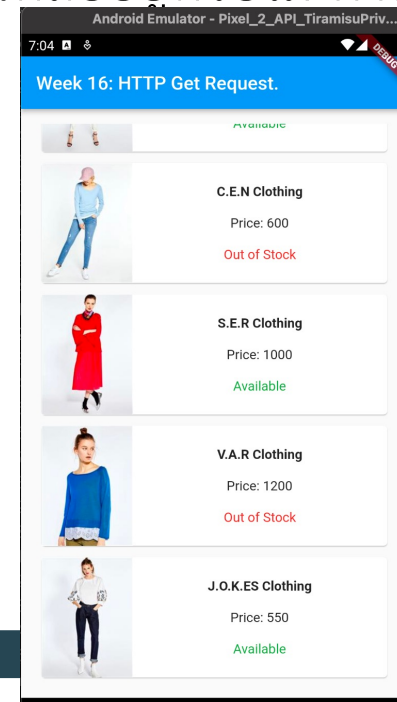 Android Emulator - Pixel_2_API_TiramisuPriv...
7:04
DEBUG
Week 16: HTTP Get Request.
Available
C.E.N Clothing
Price: 600
Out of Stock
S.E.R Clothing
Price: 1000
Available
V.A.R Clothing
Price: 1200
Out of Stock
J.O.K.ES Clothing
Price: 550
Available